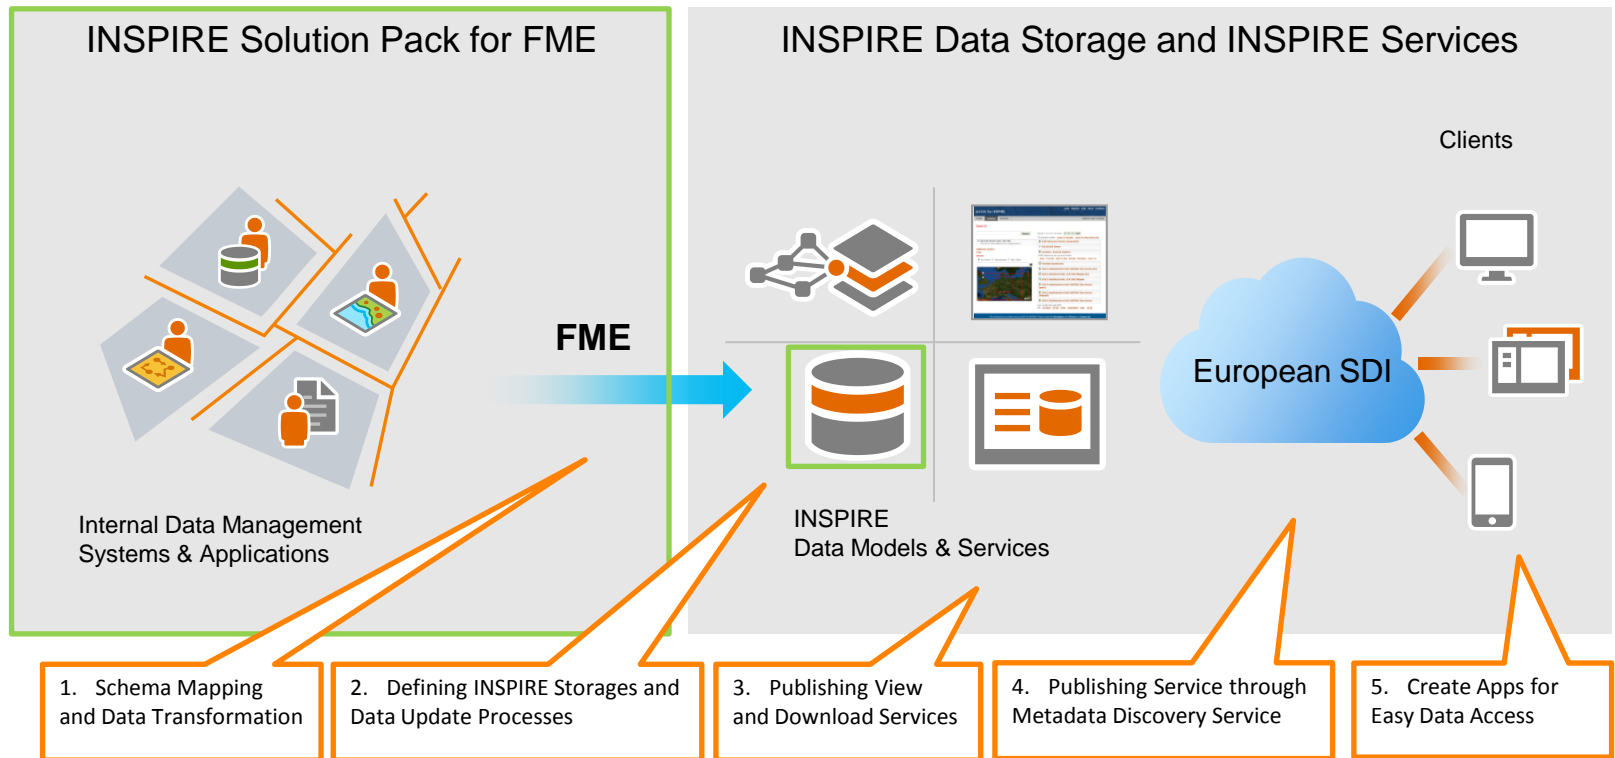 INSPIRE Solution Pack for FME
INSPIRE Data Storage and INSPIRE Services
Clients
FME
European SDI
Internal Data Management
Systems & Applications
INSPIRE
Data Models & Services
1. Schema Mapping
and Data Transformation
2. Defining INSPIRE Storages and
Data Update Processes
3. Publishing View
and Download Services
4. Publishing Service through
Metadata Discovery Service
5. Create Apps for
Easy Data Access